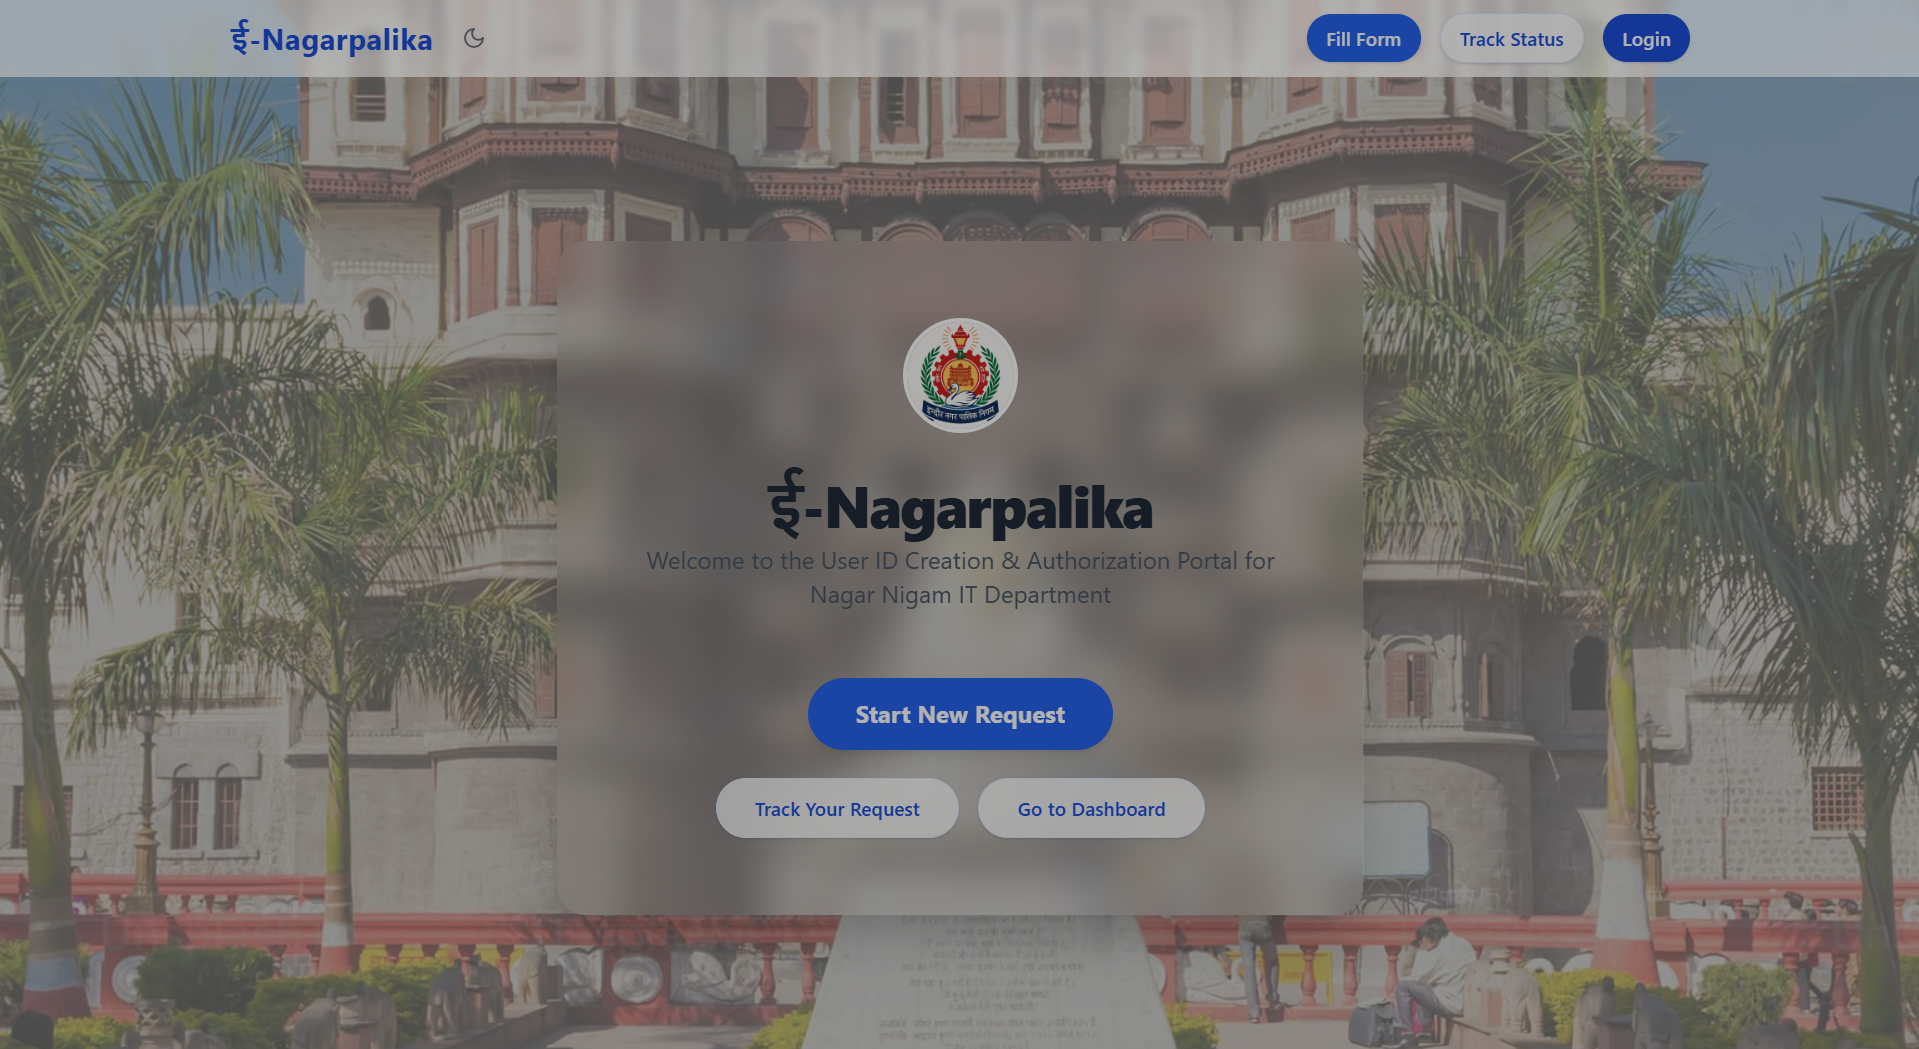 ई-Nagarpalika
Fill Form
Track Status
Login
इन्दौर नगर पालिक निगम
ई-Nagarpalika
Welcome to the User ID Creation & Authorization Portal for
Nagar Nigam IT Department
Start New Request
Track Your Request
Go to Dashboard